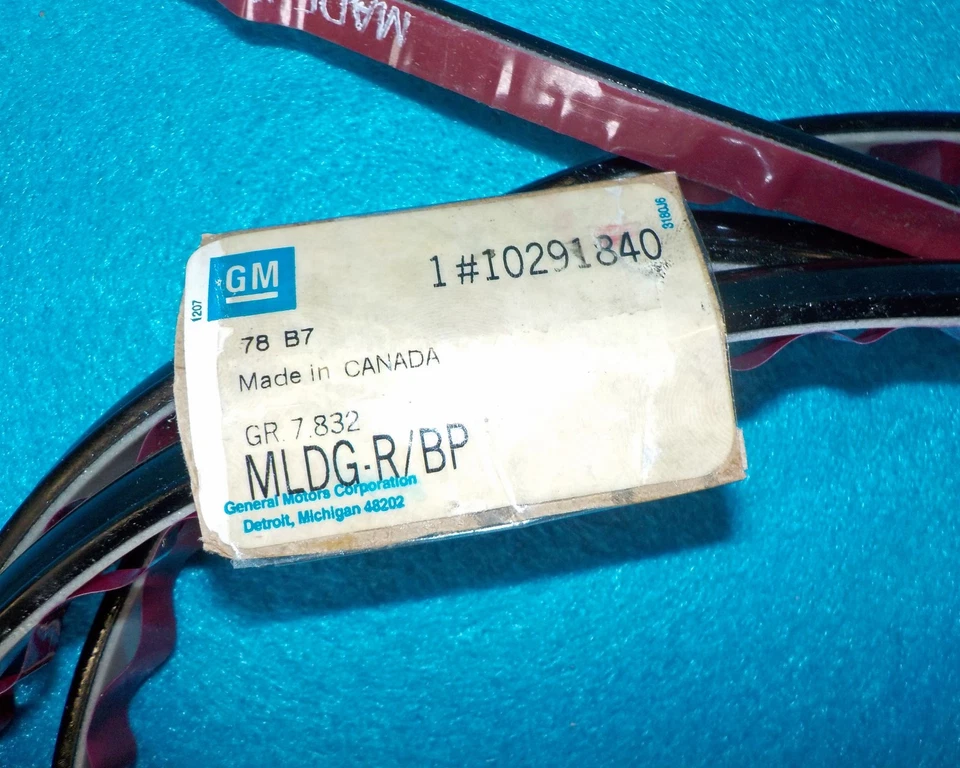 MADE
GM
1#10291840
3180J6
1207
78 B7
Made in CANADA
GR. 7.832
MLDG-R/BP
General Motors Corporation
Detroit, Michigan 48202